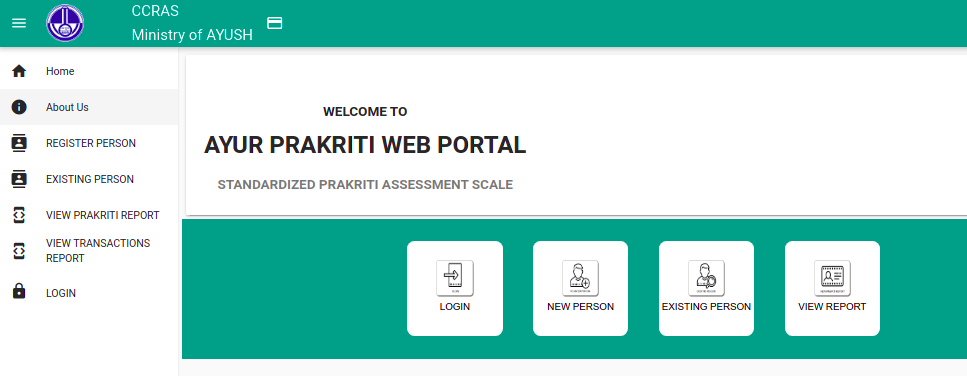 CCRAS
Ministry of AYUSH
Home
About Us
REGISTER PERSON
EXISTING PERSON
VIEW PRAKRITI REPORT
VIEW TRANSACTIONS
REPORT
LOGIN
WELCOME TO
AYUR PRAKRITI WEB PORTAL
STANDARDIZED PRAKRITI ASSESSMENT SCALE
LOGIN
NEW PERSON
EXISTING PERSON
VIEW REPORT